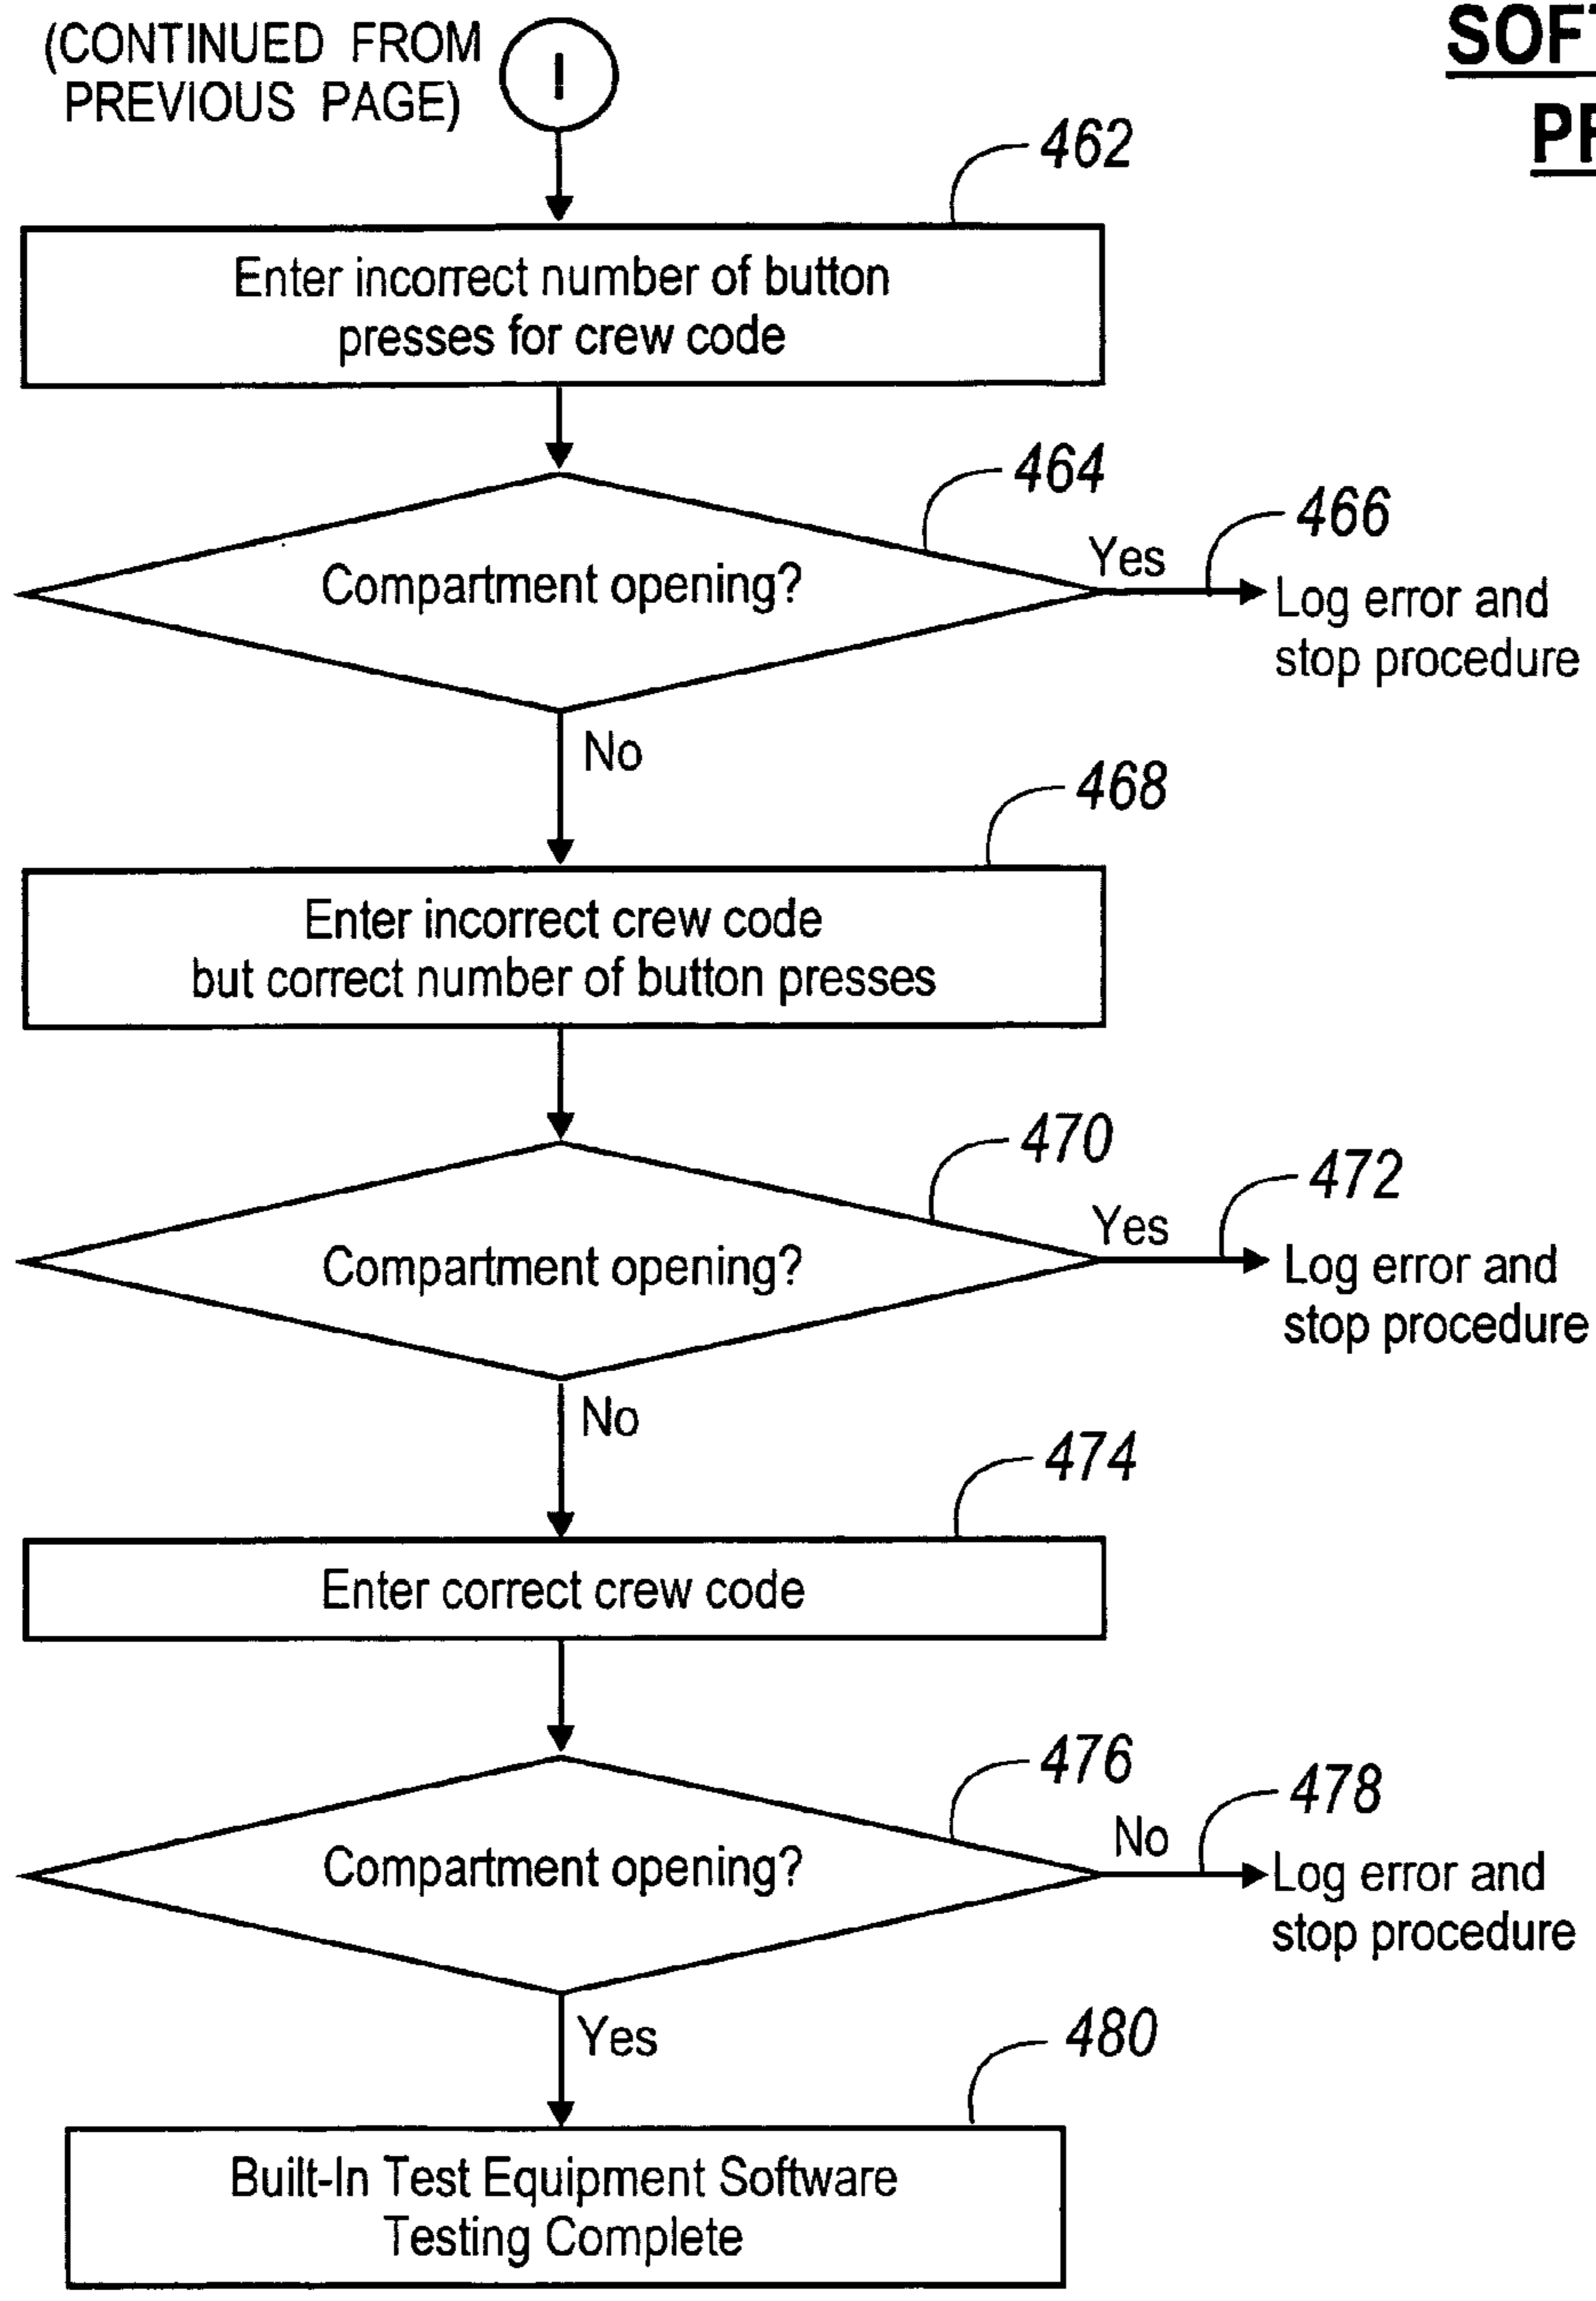 (CONTINUED FROM
PREVIOUS PAGE)
I
462
Enter incorrect number of button
presses for crew code
464
Compartment opening?
Yes
466
Log error and
stop procedure
No
468
Enter incorrect crew code
but correct number of button presses
470
Compartment opening?
Yes
472
Log error and
stop procedure
No
474
Enter correct crew code
476
Compartment opening?
No
478
Log error and
stop procedure
Yes
480
Built-In Test Equipment Software
Testing Complete